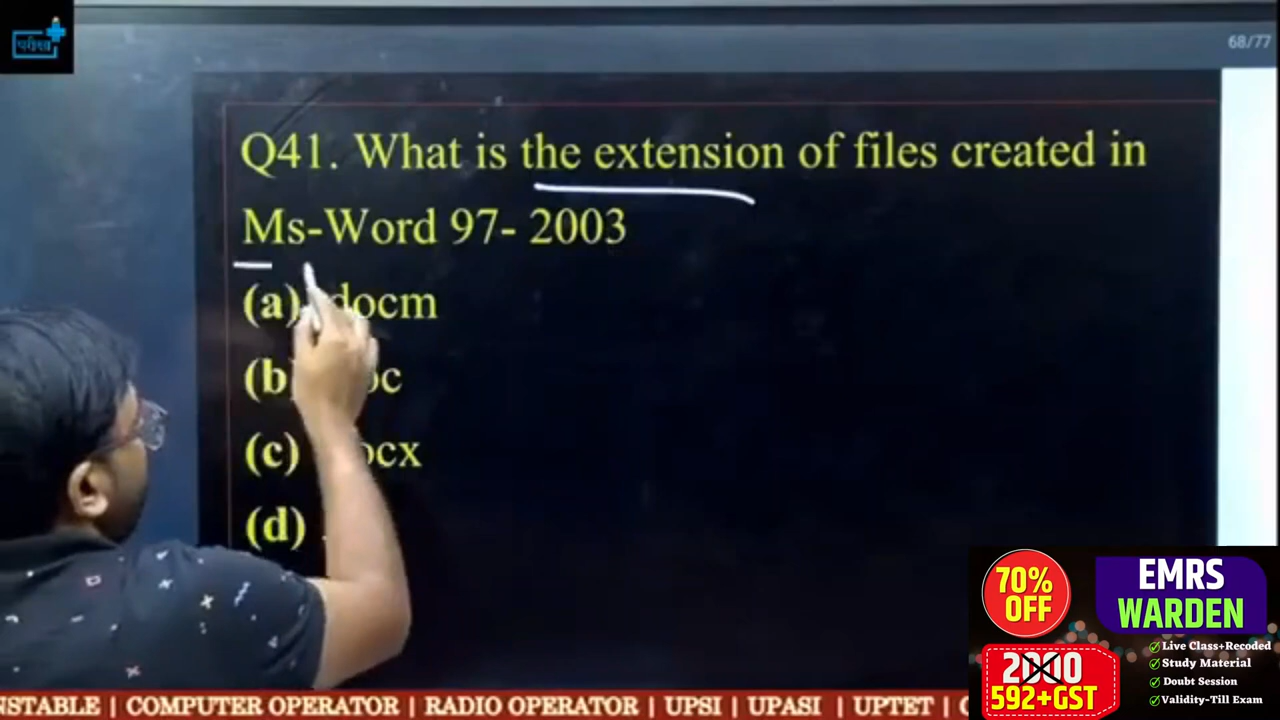 परीक्षा
68/77
Q41. What is the extension of files created in
Ms-Word 97- 2003
(a) docm
(b)
(c)
(d)
70%
OFF
EMRS
WARDEN
2000
592+GST
Live Class+Recoded
Study Material
Doubt Session
Validity-Till Exam
| COMPUTER OPERATOR | RADIO OPERATOR | UPSI | UPASI | UPTET |